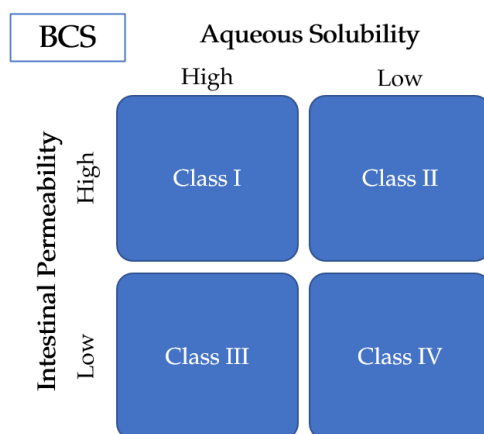 BCS
Aqueous Solubility
High
Low
Intestinal Permeability
High
Class I
Class II
Low
Class III
Class IV